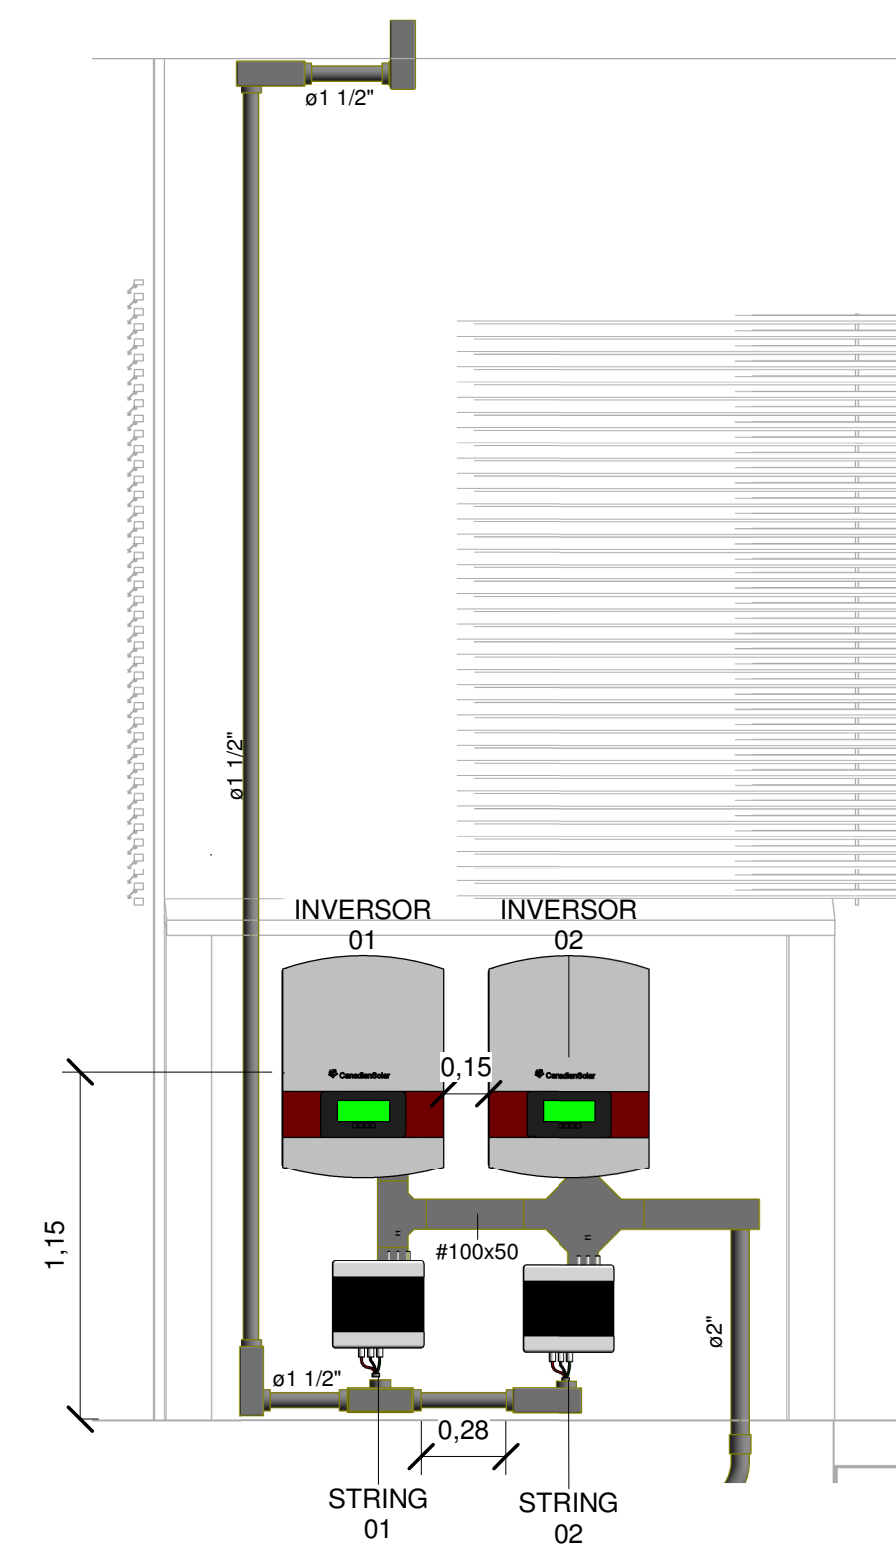 ø1 1/2"
ø1 1/2"
INVERSOR
01
INVERSOR
02
CanadianSolar
0,15
CanadianSolar
1,15
#100x50
ø2"
ø1 1/2"
0,28
STRING
01
STRING
02